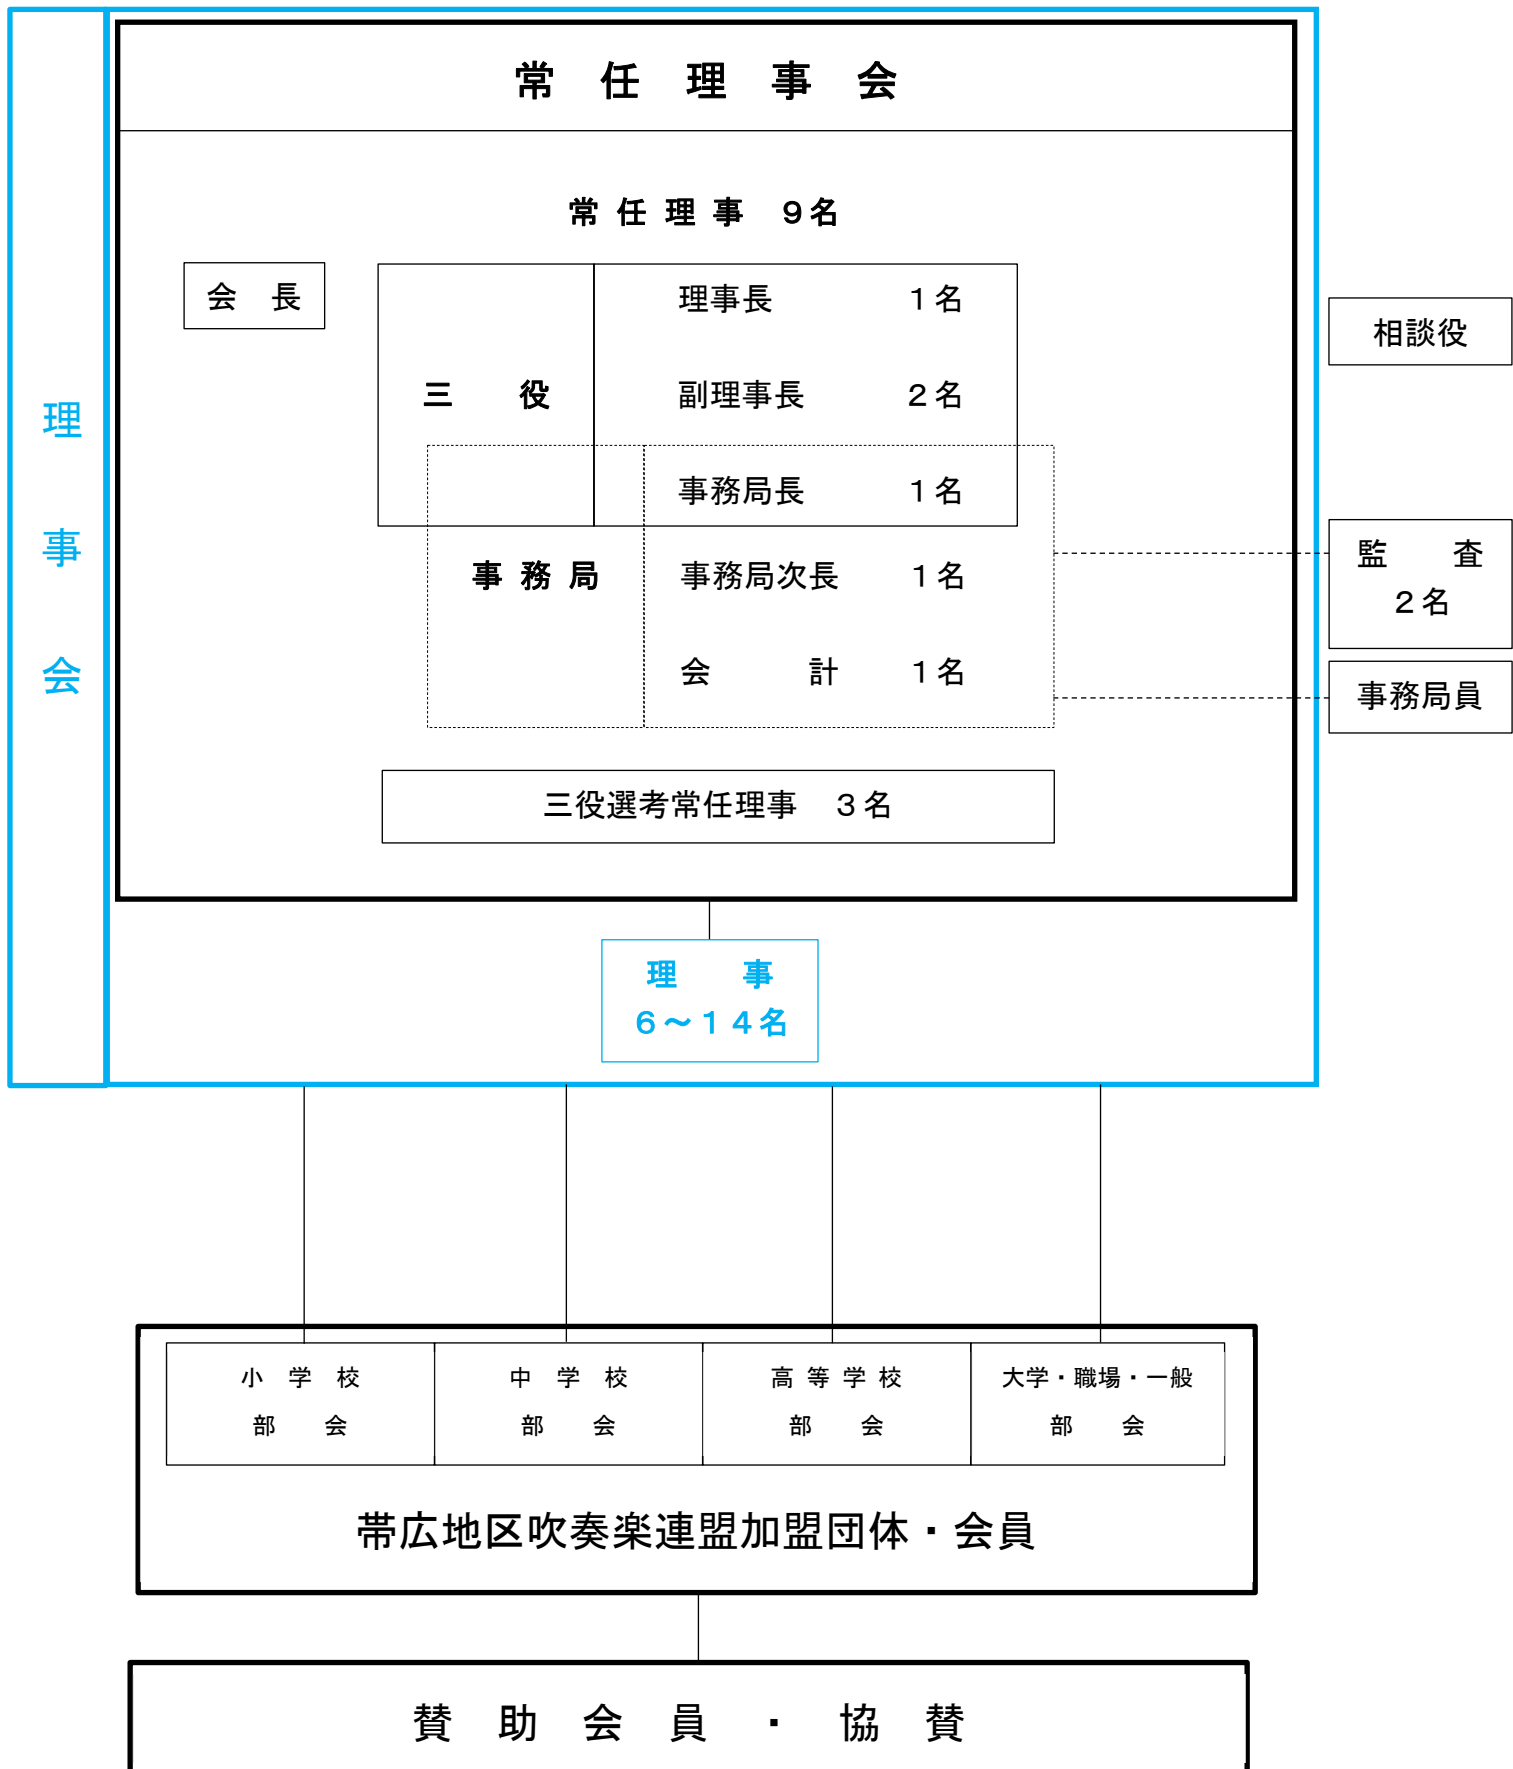 理事会
常　任　理　事　会
常 任 理 事　９名
会　長
三　　役
理事長　　　　１名
副理事長　　　２名
事務局長　　　１名
事 務 局
事務局次長　　１名
会　　　計　　１名
三役選考常任理事　３名
相談役
監　　査
２名
事務局員
理　　事
６～１４名
小　学　校
部　　会
中　学　校
部　　会
高 等 学 校
部　　会
大学・職場・一般
部　　会
帯広地区吹奏楽連盟加盟団体・会員
賛　助　会　員　・　協　賛